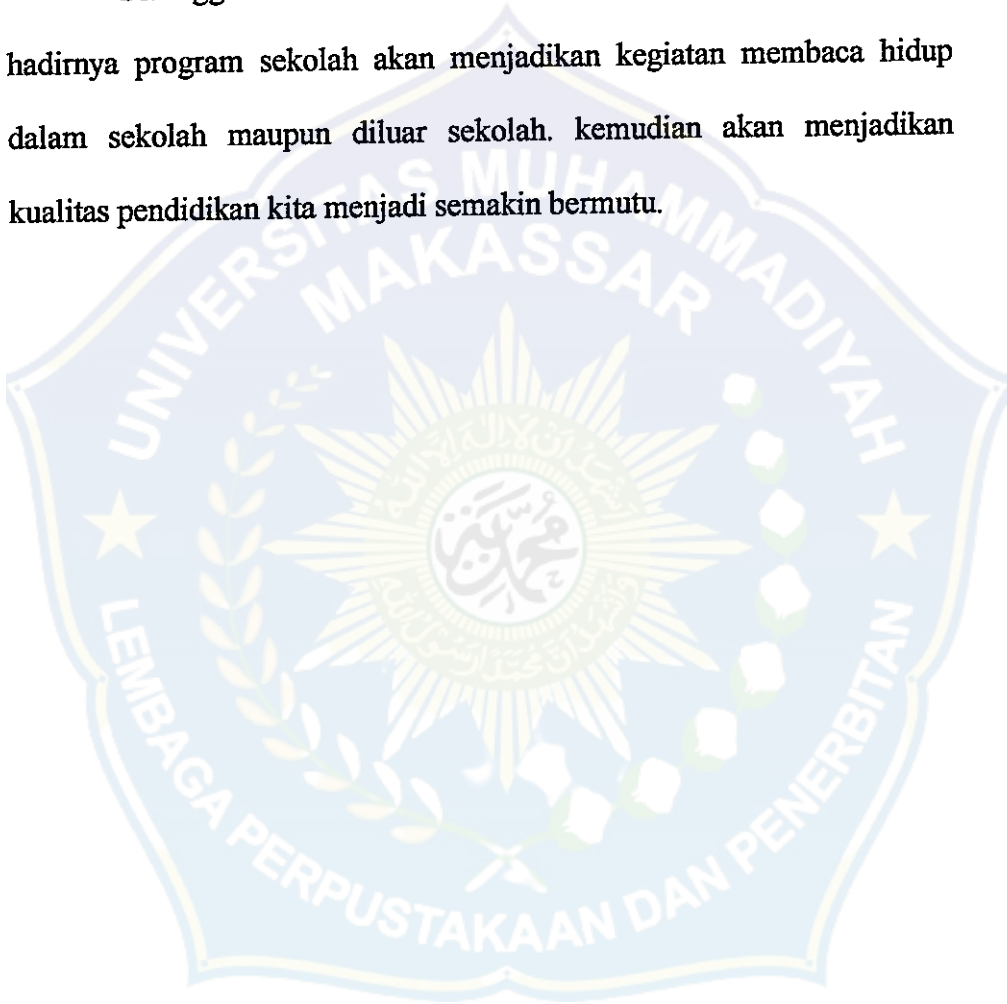 hadirnya program sekolah akan menjadikan kegiatan membaca hidup
dalam sekolah maupun diluar sekolah. kemudian akan menjadikan
kualitas pendidikan kita menjadi semakin bermutu.
UNIVERSITAS MUHAMMADIYAH
MAKASSAR
LEMBAGA PERPUSTAKAAN DAN PENERBITAN